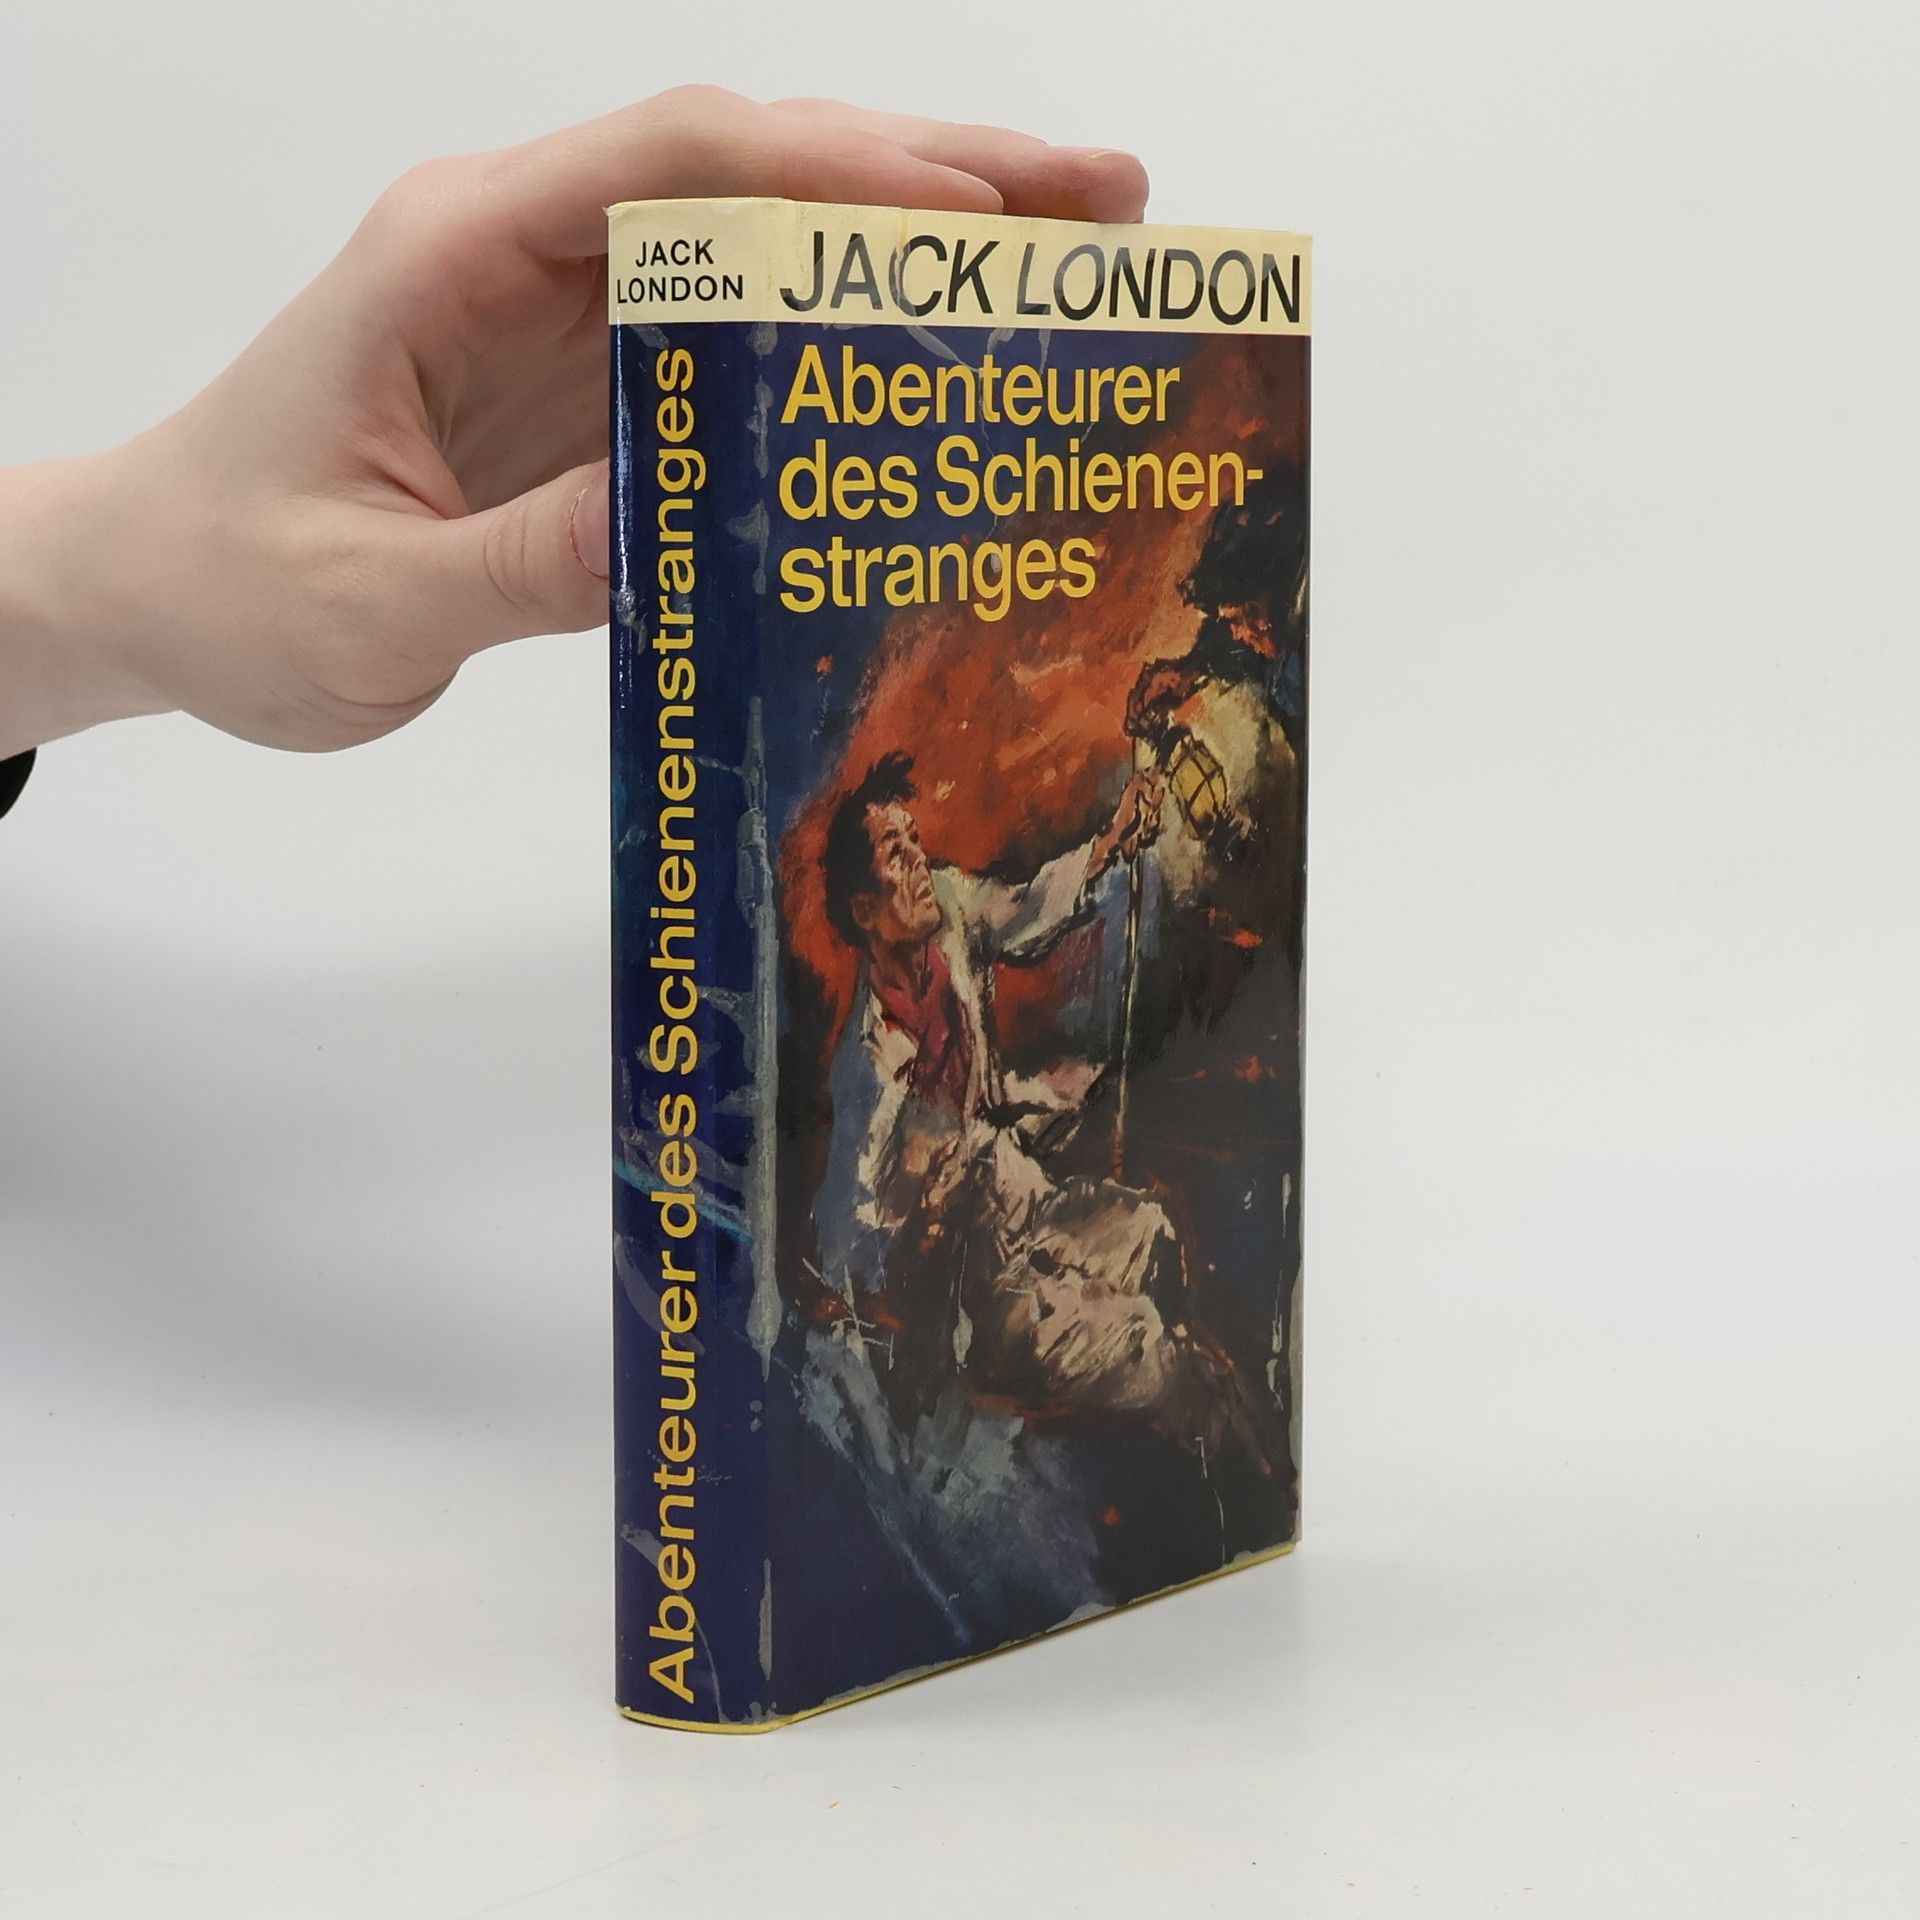 JACK
LONDON
Abenteurer des Schienenstranges
JACK LONDON
Abenteurer
des Schienen-
stranges